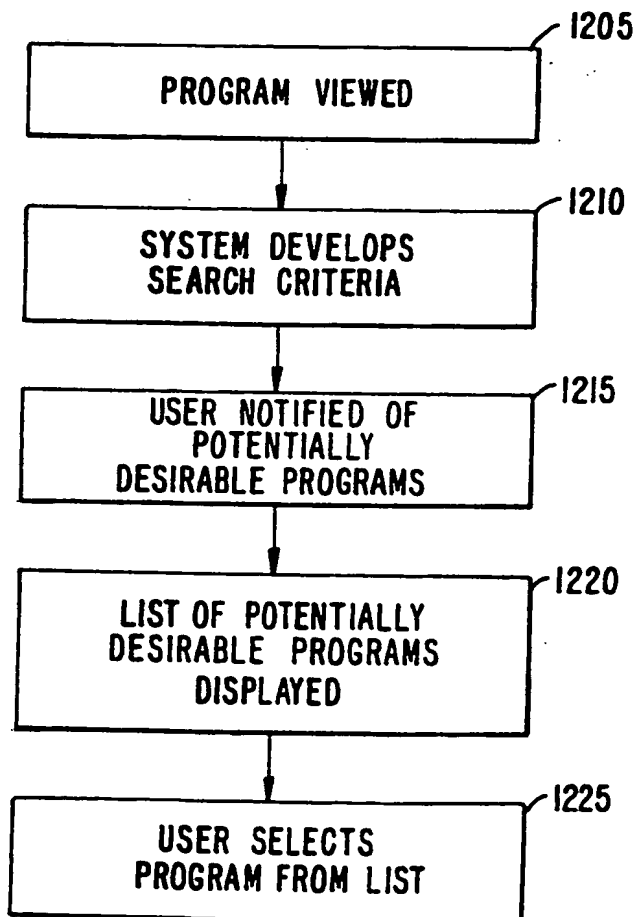 1205
PROGRAM VIEWED
1210
SYSTEM DEVELOPS
SEARCH CRITERIA
1215
USER NOTIFIED OF
POTENTIALLY
DESIRABLE PROGRAMS
1220
LIST OF POTENTIALLY
DESIRABLE PROGRAMS
DISPLAYED
1225
USER SELECTS
PROGRAM FROM LIST